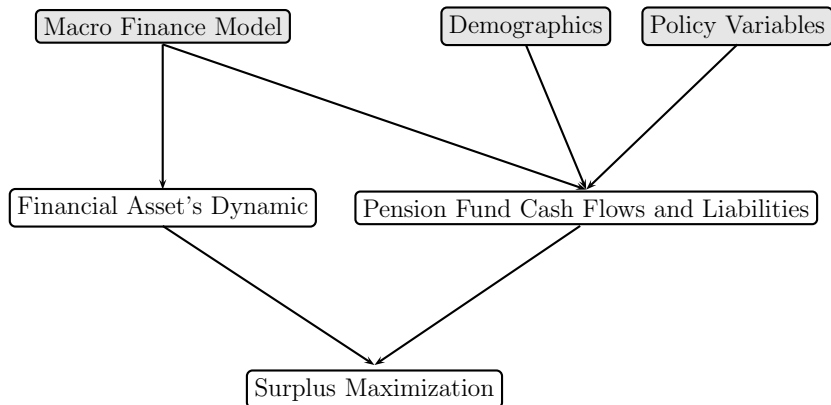 Macro Finance Model
Demographics
Policy Variables
Financial Asset's Dynamic
Pension Fund Cash Flows and Liabilities
Surplus Maximization